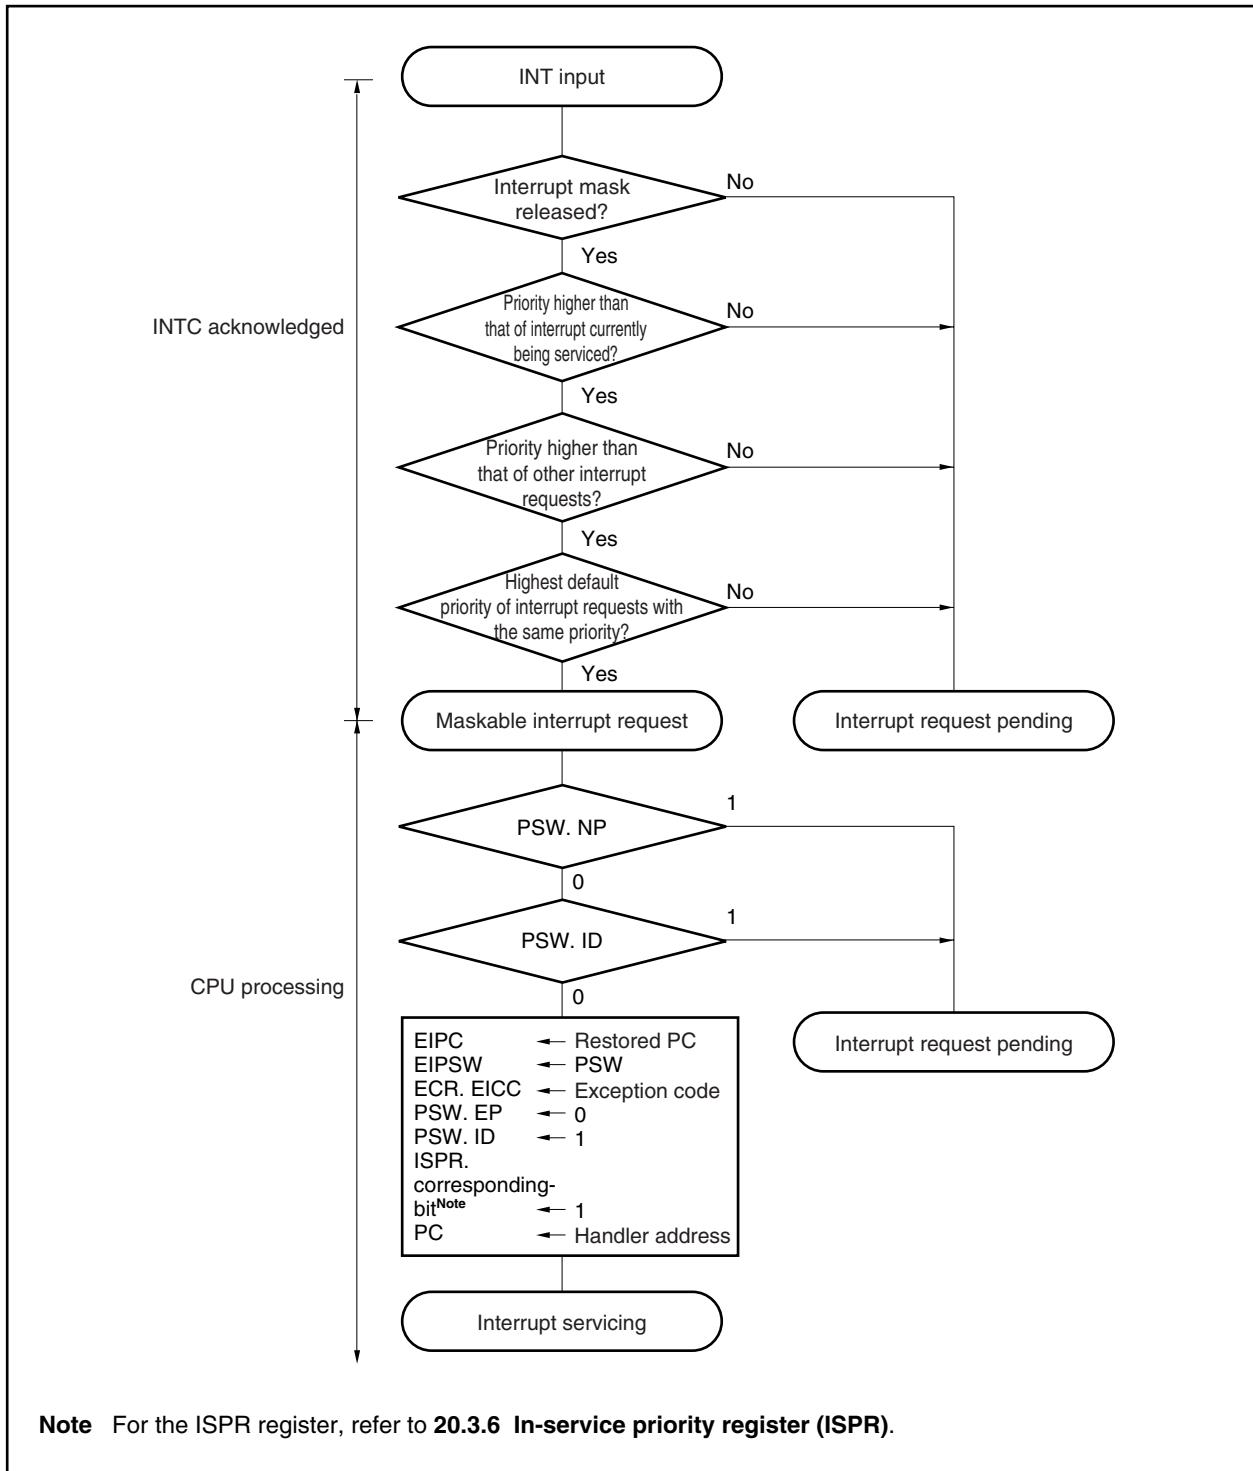 INT input
Interrupt mask
released?
No
Yes
INTC acknowledged
Priority higher than
that of interrupt currently
being serviced?
No
Yes
Priority higher than
that of other interrupt
requests?
No
Yes
Highest default
priority of interrupt requests with
the same priority?
No
Yes
Maskable interrupt request
Interrupt request pending
PSW. NP
1
0
PSW. ID
1
0
CPU processing
Interrupt request pending
EIPC ← Restored PC
EIPSW ← PSW
ECR. EICC ← Exception code
PSW. EP ← 0
PSW. ID ← 1
ISPR.
corresponding-
bitNote ← 1
PC ← Handler address
Interrupt servicing
Note For the ISPR register, refer to 20.3.6 In-service priority register (ISPR).